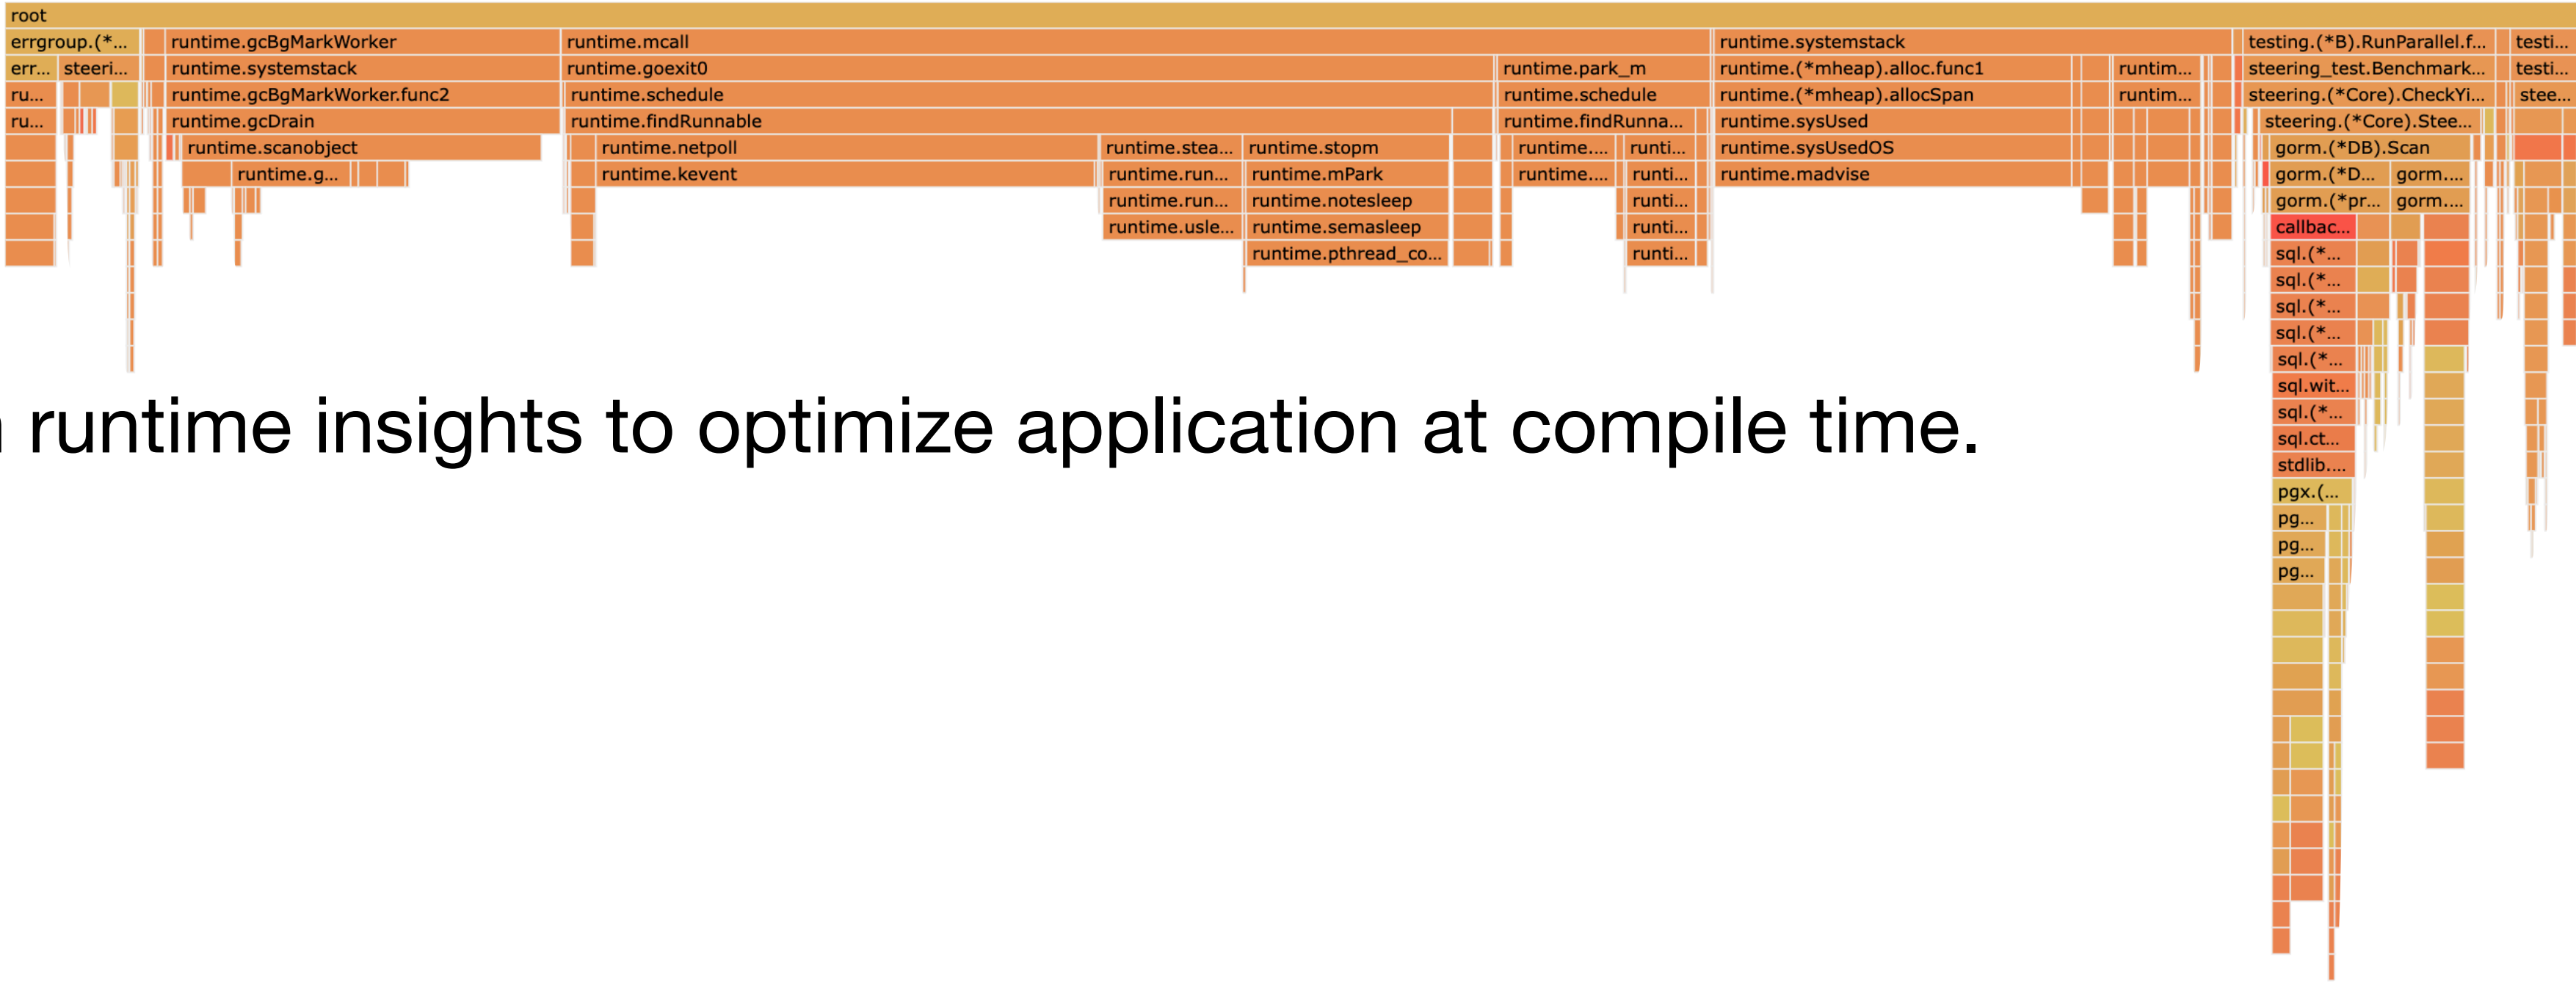 root
errgroup.(*... runtime.gcBgMarkWorker runtime.mcall runtime.systemstack testing.(*B).RunParallel.f... testi...
err... steeri... runtime.systemstack runtime.goexit0 runtime.park_m runtime.(*mheap).alloc.func1 runtim... steering_test.Benchmark... testi...
ru... runtime.gcBgMarkWorker.func2 runtime.schedule runtime.schedule runtime.(*mheap).allocSpan runtim... steering.(*Core).CheckYi... stee...
ru... runtime.gcDrain runtime.findRunnable runtime.findRunna... runtime.sysUsed steering.(*Core).Stee...
runtime.scanobject runtime.netpoll runtime.stea... runtime.stopm runtime.... runti... runtime.sysUsedOS gorm.(*DB).Scan
runtime.g... runtime.kevent runtime.run... runtime.mPark runtime.... runti... runtime.madvise gorm.(*D... gorm....
runtime.run... runtime.notesleep runti... gorm.(*pr... gorm....
runtime.usle... runtime.semasleep runti... callbac...
runtime.pthread_co... runti... sql.(*...
sql.(*...
sql.(*...
sql.(*...
sql.(*...
sql.wit...
runtime insights to optimize application at compile time. sql.(*...
sql.ct...
stdlib....
pgx.(...
pg...
pg...
pg...